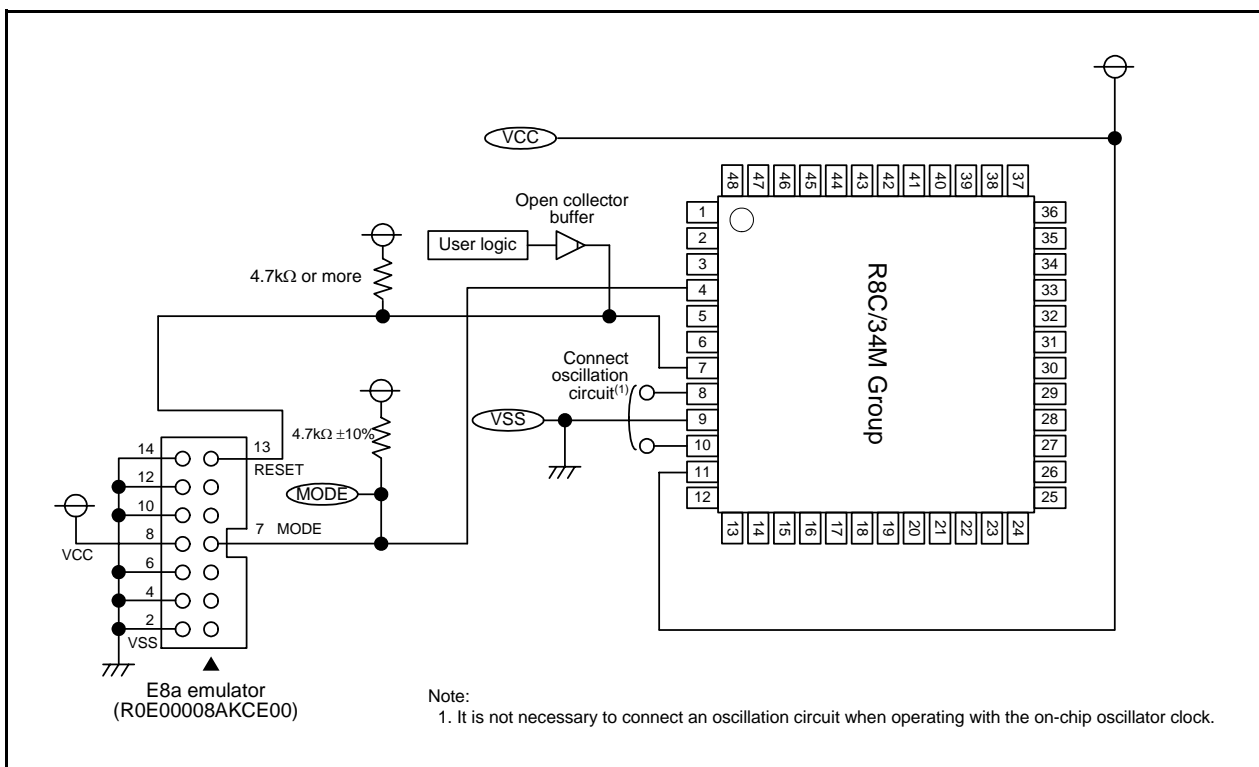 VCC
Open collector
buffer
User logic
4.7kΩ or more
48 47 46 45 44 43 42 41 40 39 38 37
1
2
3
4
5
6
7
8
9
10
11
12
36
35
34
33
32
31
30
29
28
27
26
25
13 14 15 16 17 18 19 20 21 22 23 24
R8C/34M Group
Connect
oscillation
circuit(1)
VSS
4.7kΩ ±10%
MODE
14
13
RESET
12
10
7 MODE
8
VCC
6
4
2
VSS
E8a emulator
(R0E00008AKCE00)
Note:
1. It is not necessary to connect an oscillation circuit when operating with the on-chip oscillator clock.